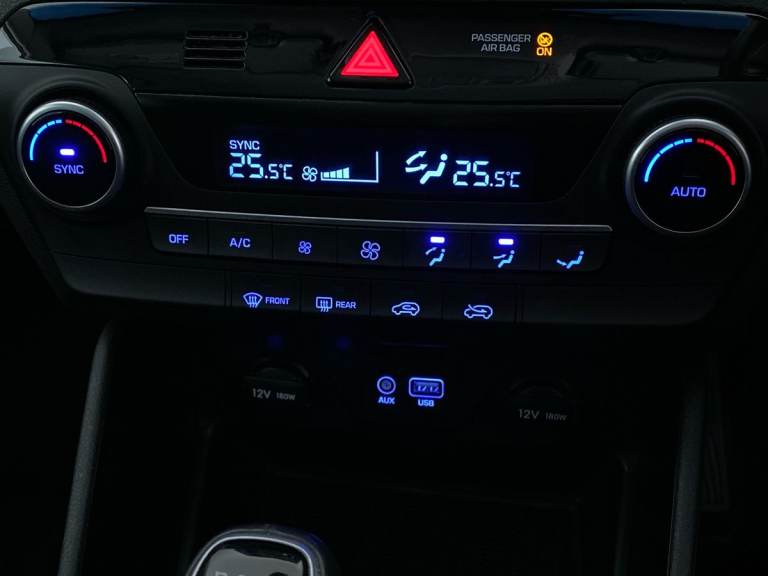 PASSENGER
AIR BAG
ON
SYNC
25.5°C
25.5°C
SYNC
AUTO
OFF
A/C
FRONT
REAR
12V 180W
AUX
USB
12V 180W